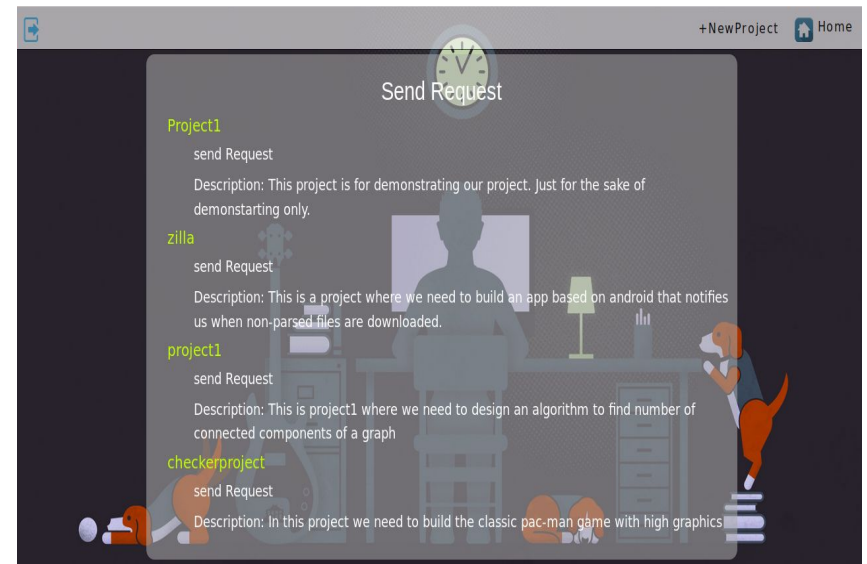 +NewProject Home
Send Request
Project1
send Request
Description: This project is for demonstrating our project. Just for the sake of
demonstarting only.
zilla
send Request
Description: This is a project where we need to build an app based on android that notifies
us when non-parsed files are downloaded.
project1
send Request
Description: This is project1 where we need to design an algorithm to find number of
connected components of a graph
checkerproject
send Request
Description: In this project we need to build the classic pac-man game with high graphics